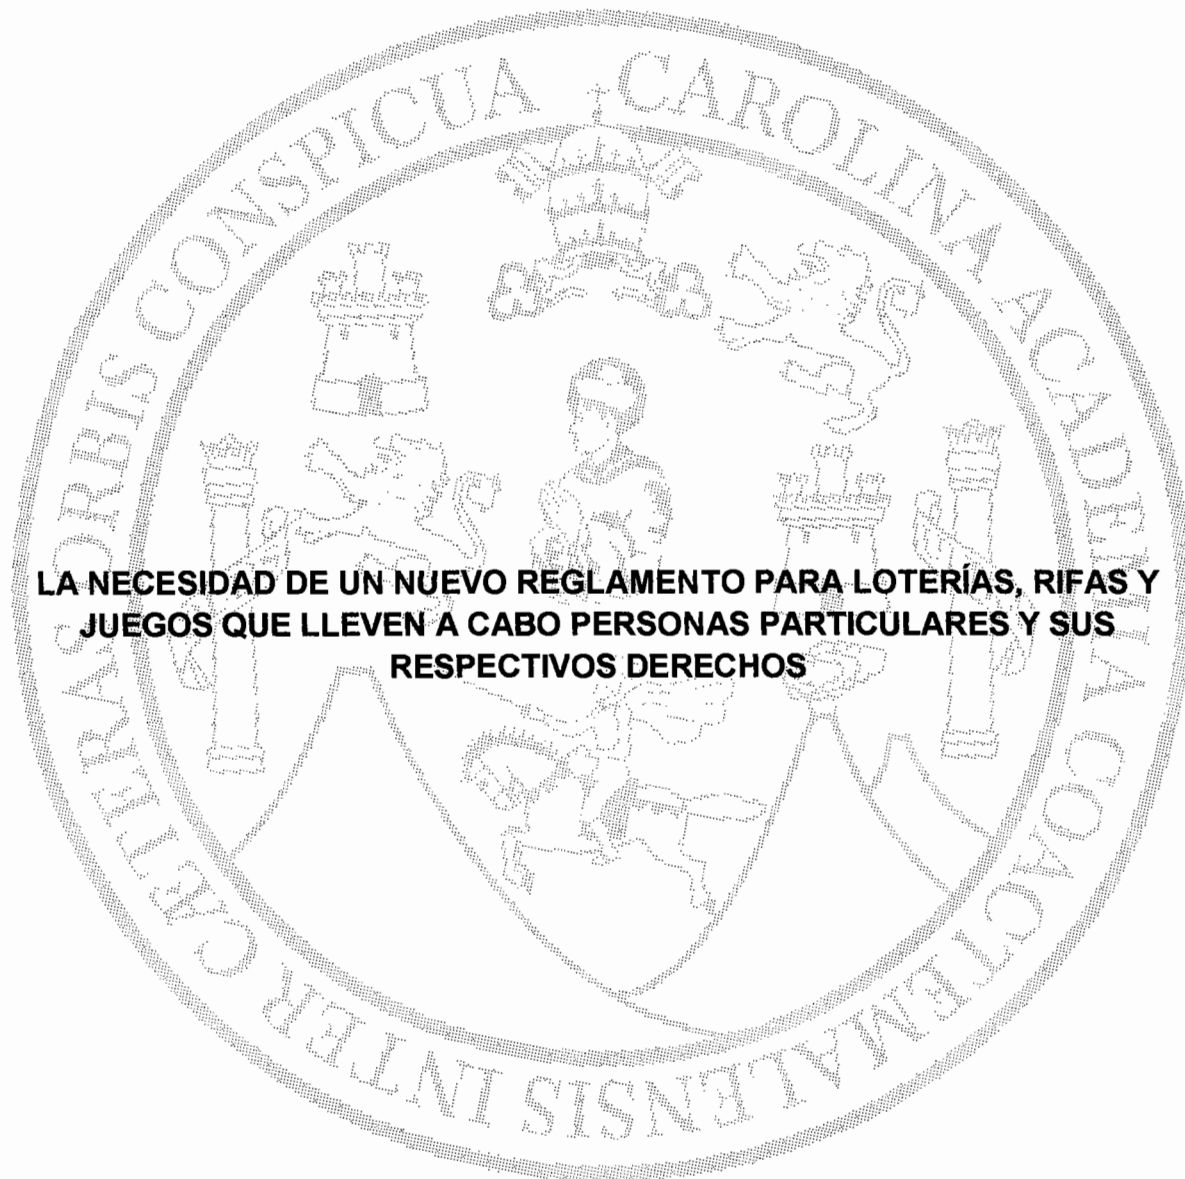 CAROLINA ACADEMIA COACTEMALENSIS INTER CÆTERAS ORBIS CONSPICUA
LA NECESIDAD DE UN NUEVO REGLAMENTO PARA LOTERÍAS, RIFAS Y
JUEGOS QUE LLEVEN A CABO PERSONAS PARTICULARES Y SUS
RESPECTIVOS DERECHOS